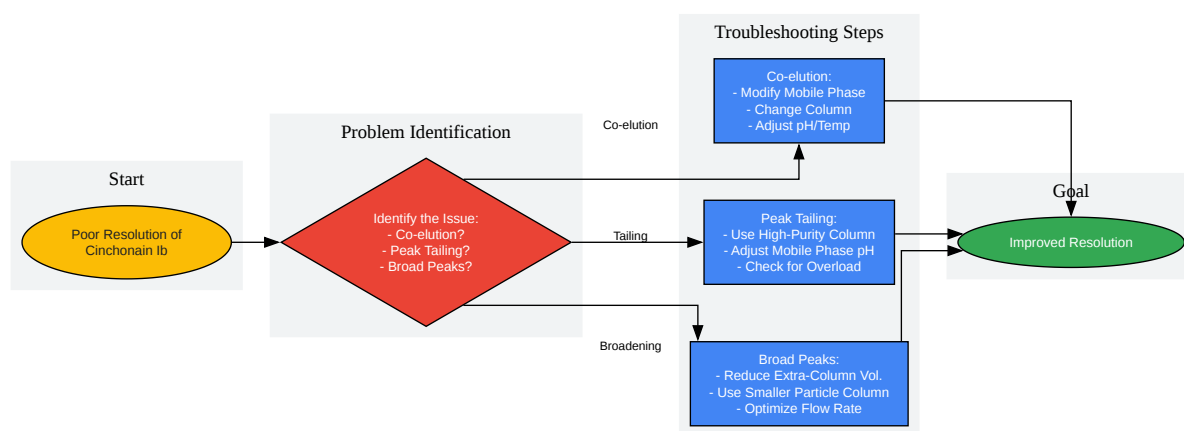 Start
Poor Resolution of
Cinchonain Ib
Problem Identification
Identify the Issue:
- Co-elution?
- Peak Tailing?
- Broad Peaks?
Co-elution
Tailing
Broadening
Troubleshooting Steps
Co-elution:
- Modify Mobile Phase
- Change Column
- Adjust pH/Temp
Peak Tailing:
- Use High-Purity Column
- Adjust Mobile Phase pH
- Check for Overload
Broad Peaks:
- Reduce Extra-Column Vol.
- Use Smaller Particle Column
- Optimize Flow Rate
Goal
Improved Resolution